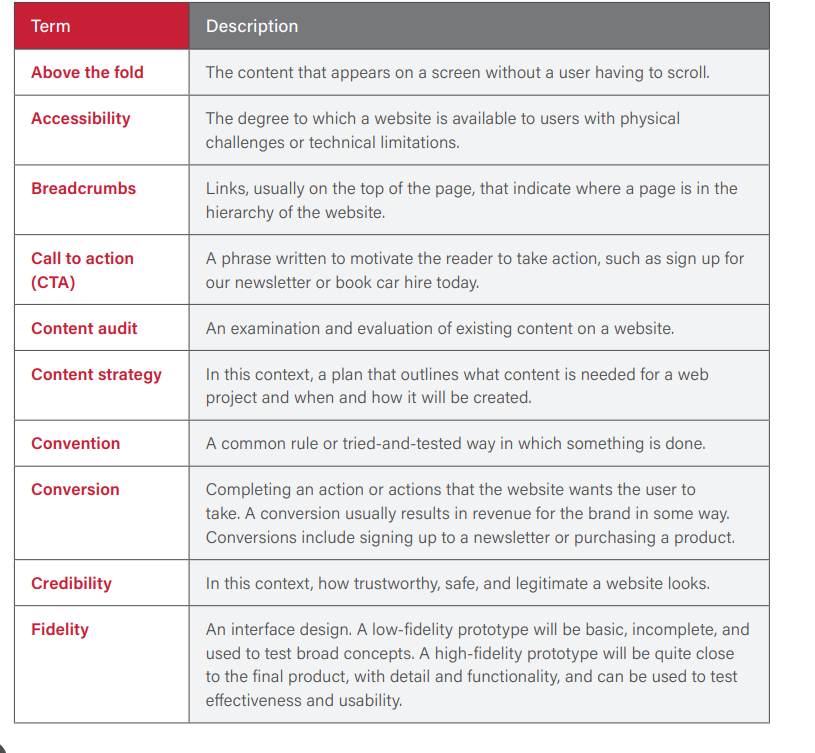 Term Description
Above the fold The content that appears on a screen without a user having to scroll.
Accessibility The degree to which a website is available to users with physical
challenges or technical limitations.
Breadcrumbs Links, usually on the top of the page, that indicate where a page is in the
hierarchy of the website.
Call to action A phrase written to motivate the reader to take action, such as sign up for
(CTA) our newsletter or book car hire today.
Content audit An examination and evaluation of existing content on a website.
Content strategy In this context, a plan that outlines what content is needed for a web
project and when and how it will be created.
Convention A common rule or tried-and-tested way in which something is done.
Conversion Completing an action or actions that the website wants the user to
take. A conversion usually results in revenue for the brand in some way.
Conversions include signing up to a newsletter or purchasing a product.
Credibility In this context, how trustworthy, safe, and legitimate a website looks.
Fidelity An interface design. A low-fidelity prototype will be basic, incomplete, and
used to test broad concepts. A high-fidelity prototype will be quite close
to the final product, with detail and functionality, and can be used to test
effectiveness and usability.